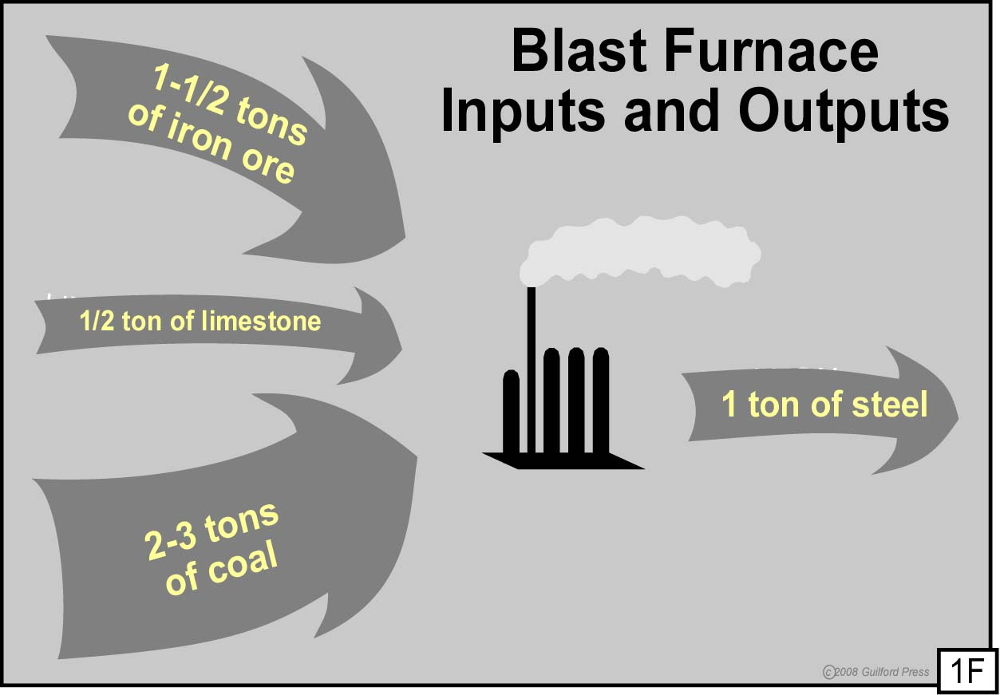 Blast Furnace
Inputs and Outputs
1-1/2 tons
of iron ore
1/2 ton of limestone
2-3 tons
of coal
1 ton of steel
©2008 Guilford Press
1F